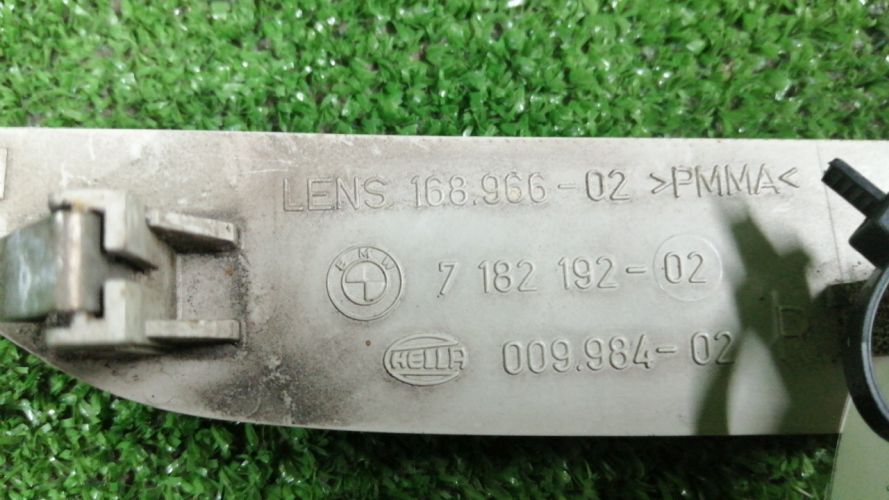 LENS 168.966-02 >PMMA<
BMW 7 182 192-02
HELLA 009.984-02